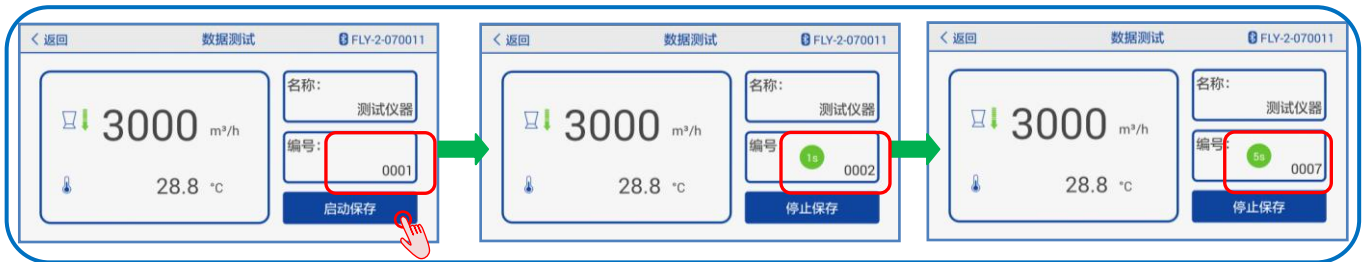 返回 数据测试 FLY-2-070011
名称:
测试仪器
3000 m³/h
编号:
0001
28.8 °C
启动保存
返回 数据测试 FLY-2-070011
名称:
测试仪器
3000 m³/h
编号
1s
0002
28.8 °C
停止保存
返回 数据测试 FLY-2-070011
名称:
测试仪器
3000 m³/h
编号:
5s
0007
28.8 °C
停止保存